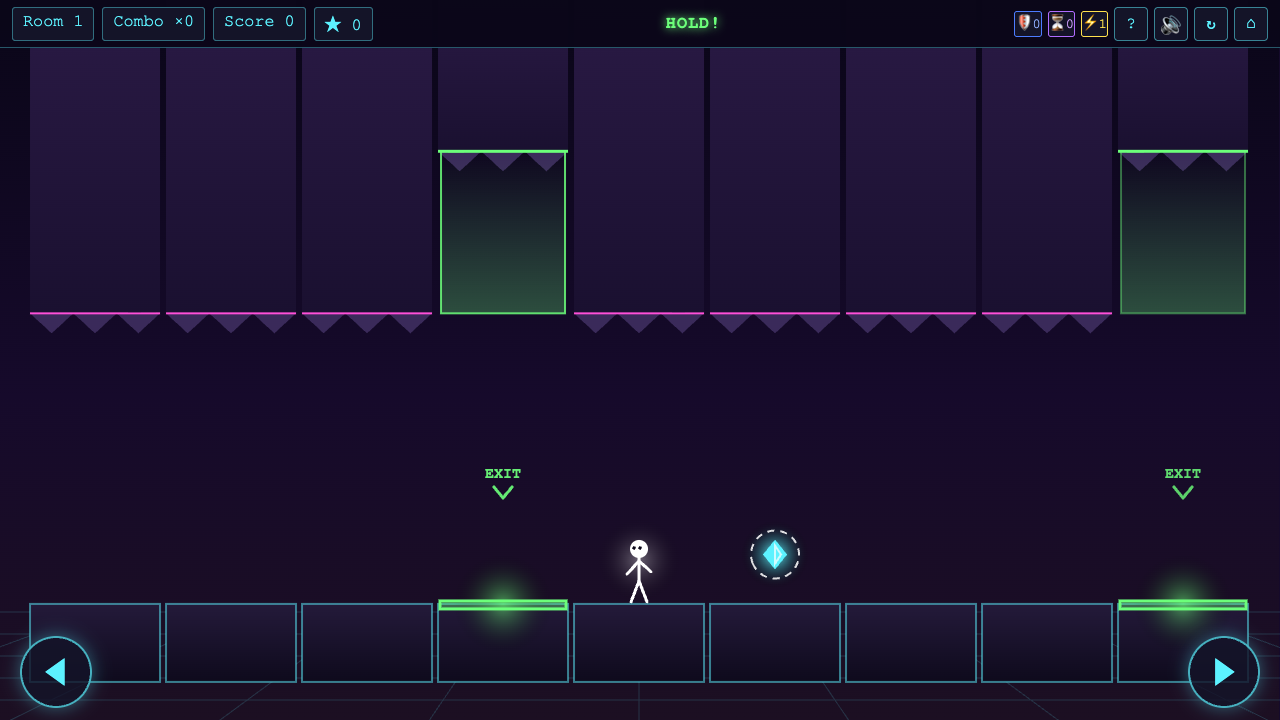 Room 1
Combo ×0
Score 0
★ 0
HOLD!
0
0
1
?
EXIT
EXIT